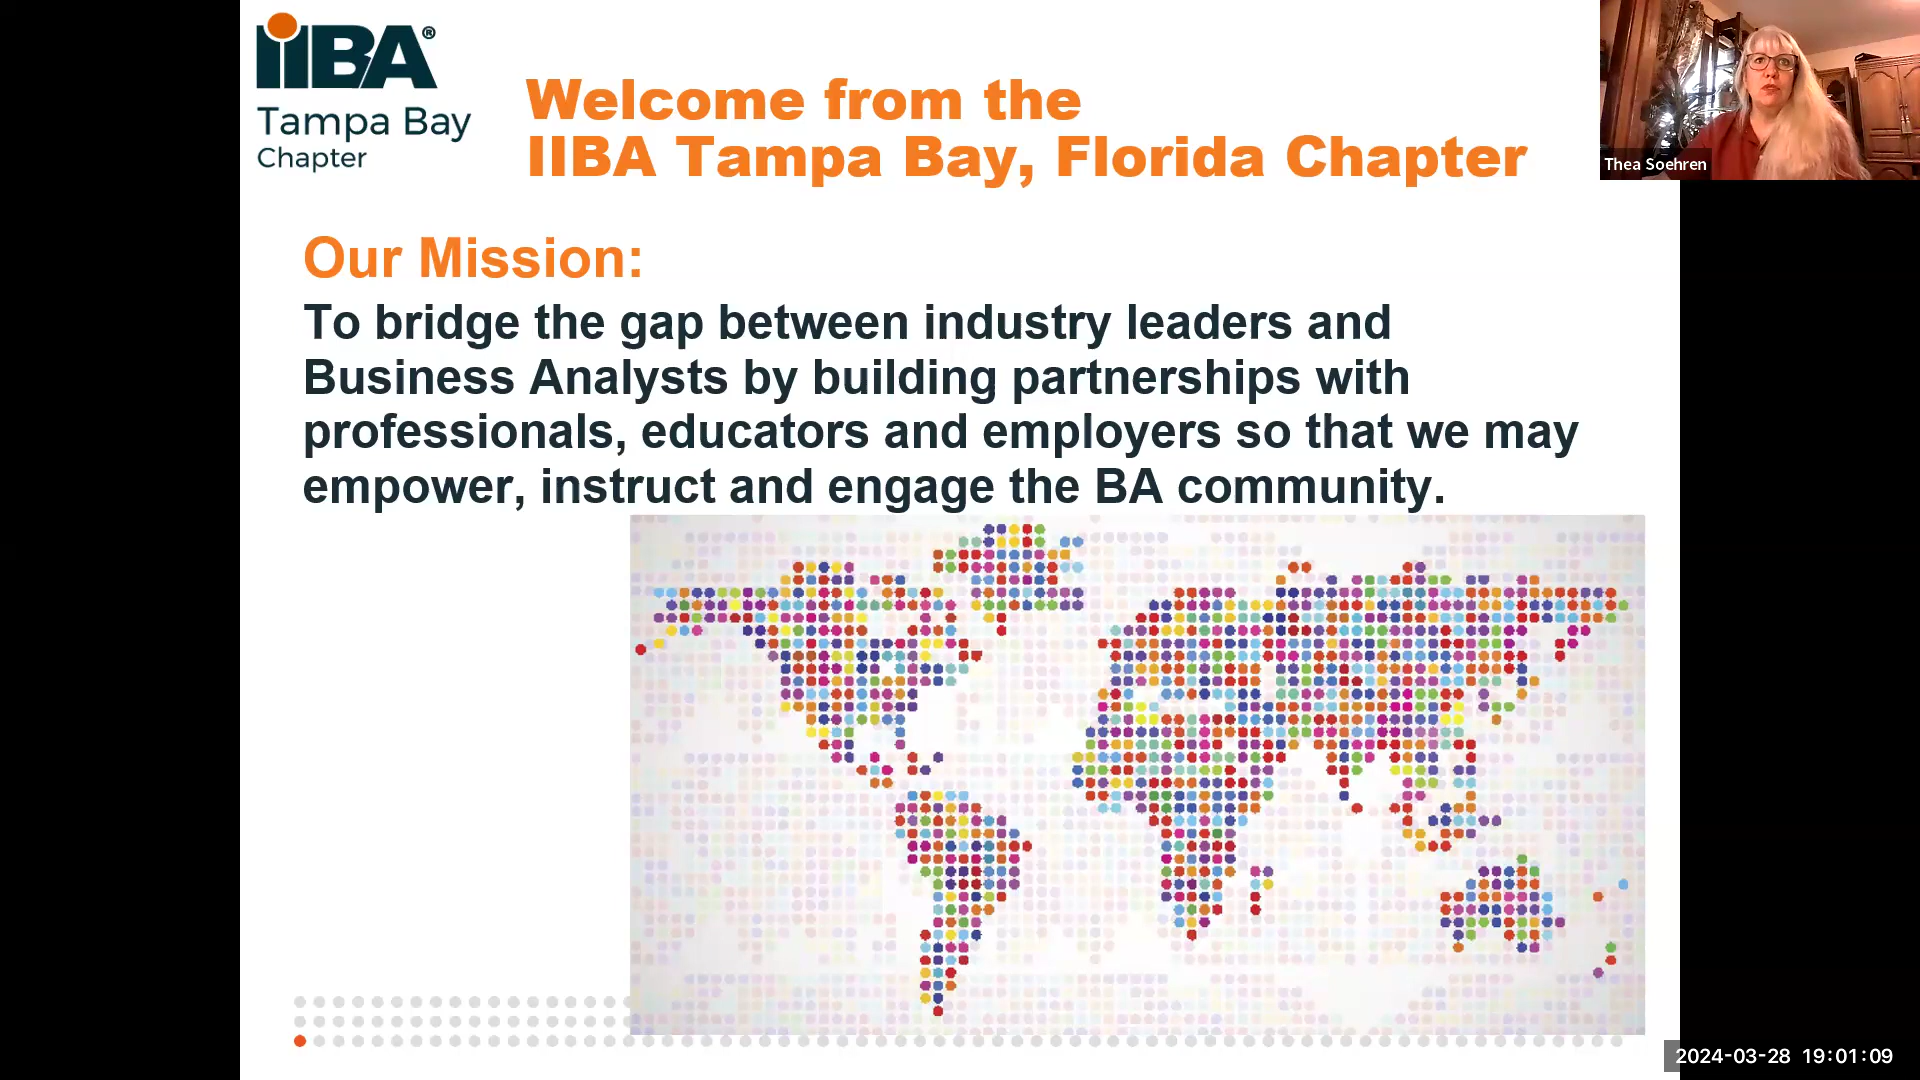 IIBA®
Tampa Bay
Chapter
Welcome from the
IIBA Tampa Bay, Florida Chapter
Thea Soehren
Our Mission:
To bridge the gap between industry leaders and
Business Analysts by building partnerships with
professionals, educators and employers so that we may
empower, instruct and engage the BA community.
2024-03-28 19:01:09